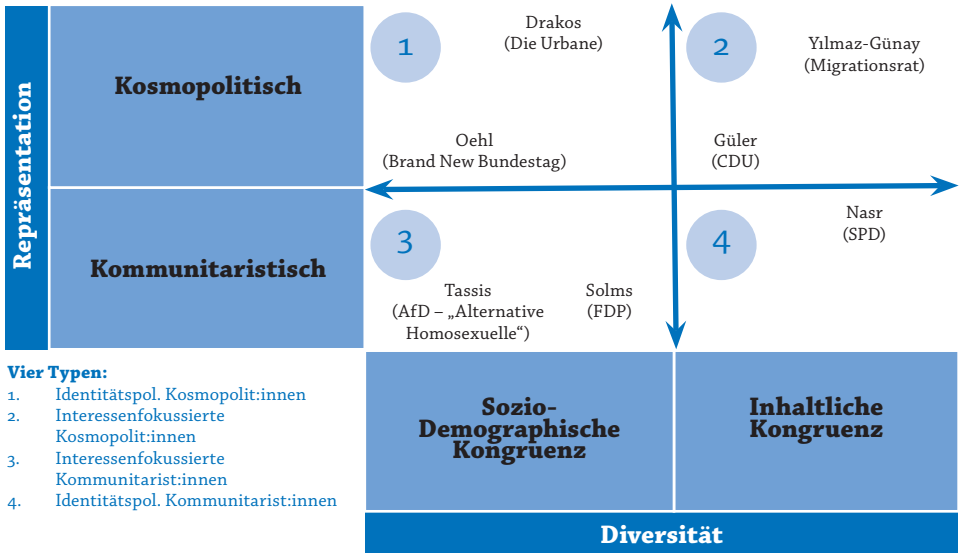 Repräsentation
Kosmopolitisch
Kommunitaristisch
1
Drakos
(Die Urbane)
Oehl
(Brand New Bundestag)
2
Yılmaz-Günay
(Migrationsrat)
Güler
(CDU)
3
Tassis
(AfD – „Alternative
Homosexuelle“)
Solms
(FDP)
4
Nasr
(SPD)
Vier Typen:
1. Identitätspol. Kosmopolit:innen
2. Interessenfokussierte
Kosmopolit:innen
3. Interessenfokussierte
Kommunitarist:innen
4. Identitätspol. Kommunitarist:innen
Sozio-
Demographische
Kongruenz
Inhaltliche
Kongruenz
Diversität